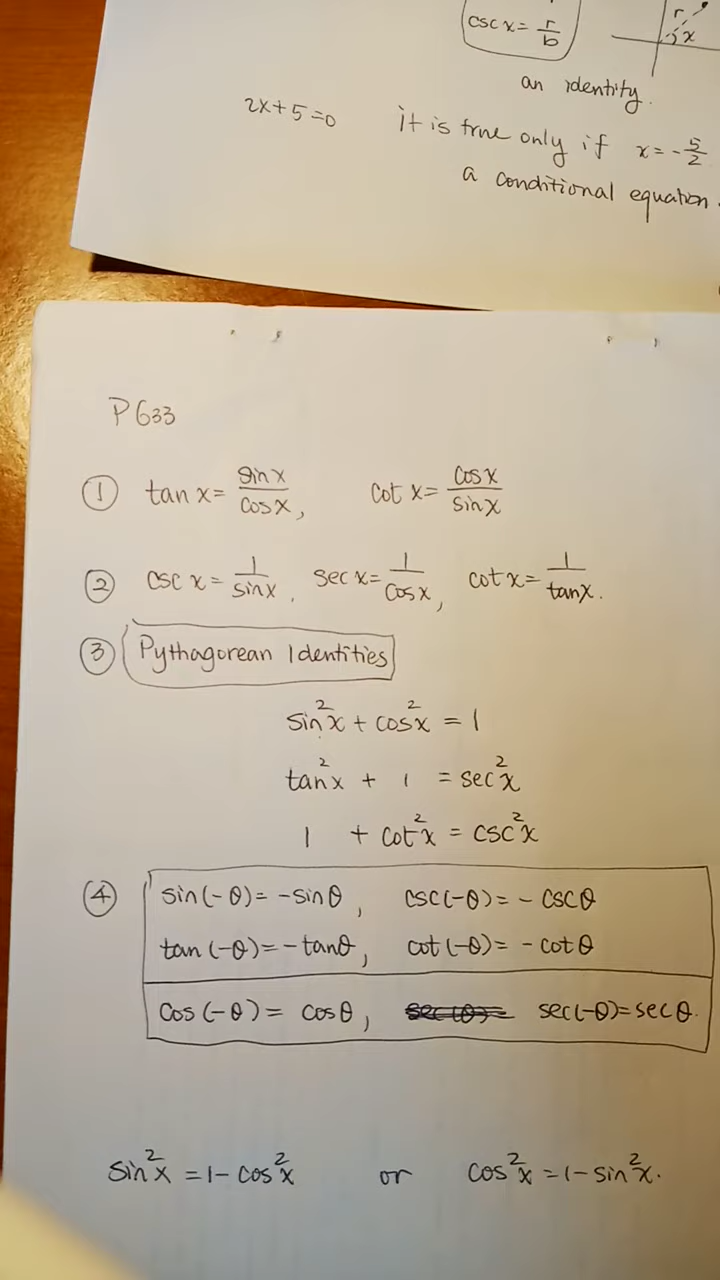 csc x = r/b
r
x
an identity.
2x+5=0 it is true only if x = -5/2
a conditional equation.
P633
① tan x = sin x/cos x, cot x = cos x/sin x
② csc x = 1/sin x, sec x = 1/cos x, cot x = 1/tan x.
③ Pythagorean Identities
sin²x + cos²x = 1
tan²x + 1 = sec²x
1 + cot²x = csc²x
④ sin(-θ) = -sinθ, csc(-θ) = -cscθ
tan(-θ) = -tanθ, cot(-θ) = -cotθ
cos(-θ) = cosθ, sec(-θ) = secθ.
sin²x = 1-cos²x or cos²x = 1-sin²x.